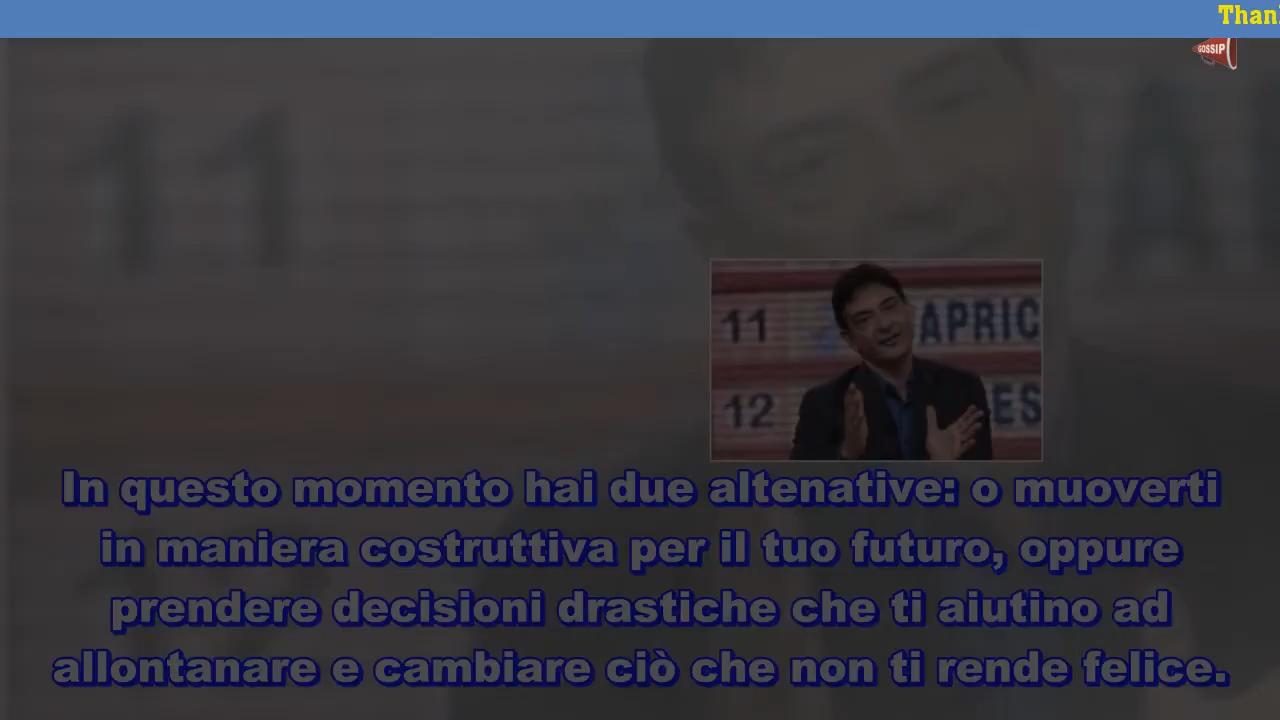 Than
GOSSIP
11
11
APRIC
12
ES
In questo momento hai due altenative: o muoverti
in maniera costruttiva per il tuo futuro, oppure
prendere decisioni drastiche che ti aiutino ad
allontanare e cambiare ciò che non ti rende felice.